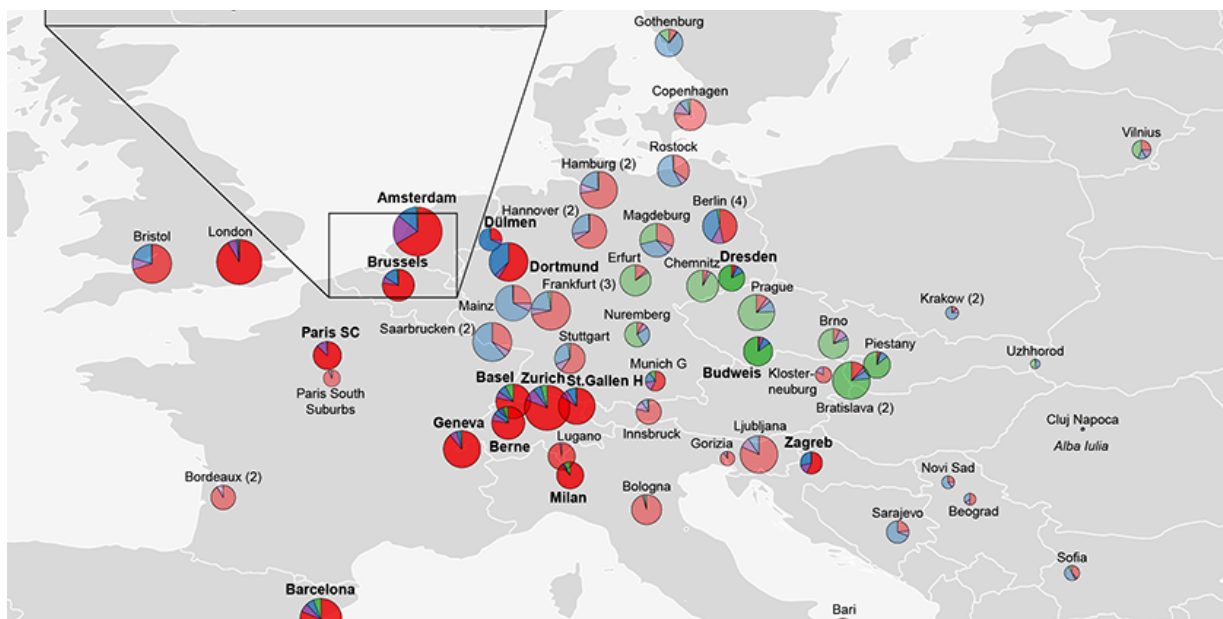 Gothenburg
Copenhagen
Vilnius
Rostock
Hamburg (2)
Amsterdam
Hannover (2)
Dülmen
Magdeburg
Berlin (4)
Bristol
London
Brussels
Dortmund
Erfurt
Chemnitz
Dresden
Frankfurt (3)
Prague
Mainz
Krakow (2)
Saarbrucken (2)
Nuremberg
Brno
Paris SC
Stuttgart
Piestany
Uzhhorod
Munich G
Budweis
Kloster-
neuburg
Paris South
Suburbs
Basel
Zurich
St.Gallen H
Bratislava (2)
Geneva
Berne
Innsbruck
Ljubljana
Cluj Napoca
Lugano
Gorizia
Zagreb
Alba Iulia
Bordeaux (2)
Milan
Bologna
Novi Sad
Beograd
Sarajevo
Sofia
Barcelona
Bari